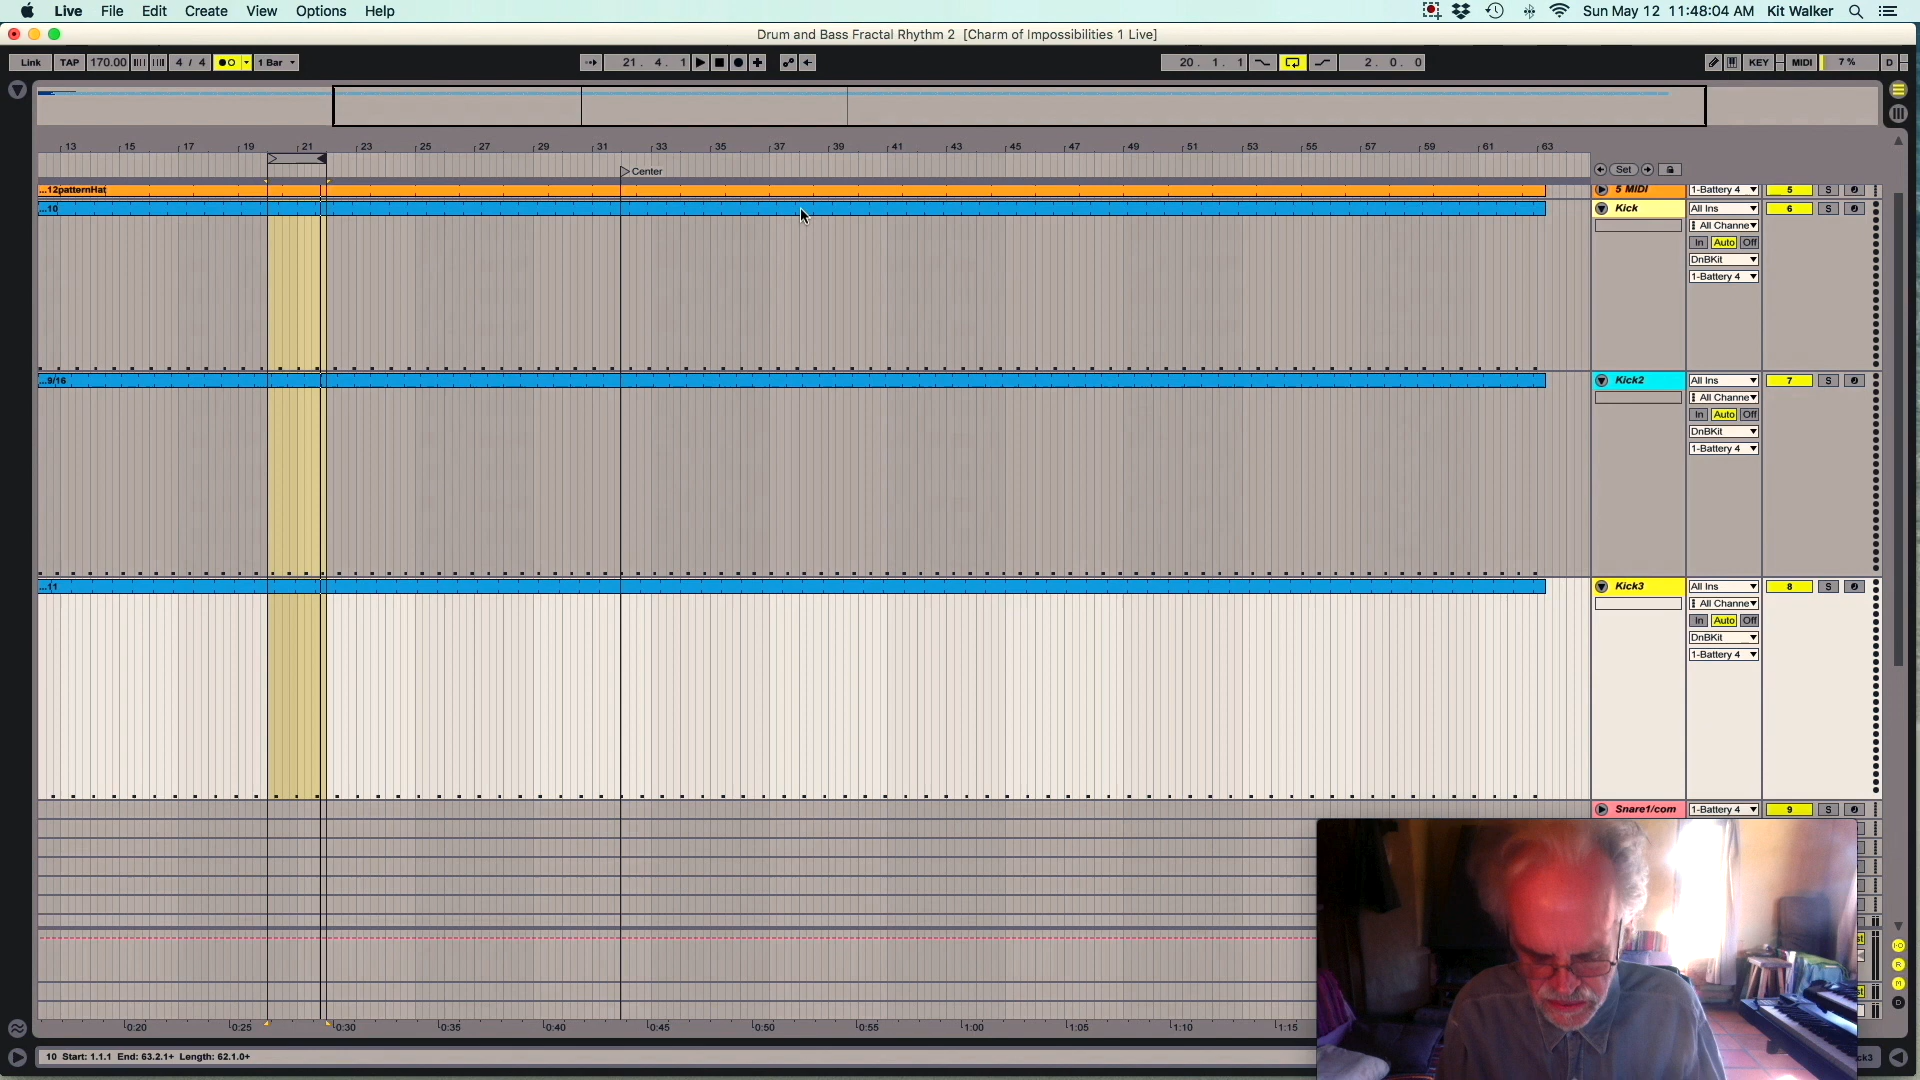 Live File Edit Create View Options Help Sun May 12 11:48:04 AM Kit Walker
Drum and Bass Fractal Rhythm 2 [Charm of Impossibilities 1 Live]
Link TAP 170.00 4 / 4 1 Bar 21. 4. 1 20. 1. 1 2. 0. 0 KEY MIDI 7 % D
13 15 17 19 21 23 25 27 29 31 33 35 37 39 41 43 45 47 49 51 53 55 57 59 61 63
Center Set
...12patternHat 5 MIDI 1-Battery 4 5 S
...10 Kick All Ins 6 S
All Channe
In Auto Off
DnBKit
1-Battery 4
...9/16 Kick2 All Ins 7 S
All Channe
In Auto Off
DnBKit
1-Battery 4
...11 Kick3 All Ins 8 S
All Channe
In Auto Off
DnBKit
1-Battery 4
Snare1/com 1-Battery 4 9 S
0:20 0:25 0:30 0:35 0:40 0:45 0:50 0:55 1:00 1:05 1:10 1:15
10 Start: 1.1.1 End: 63.2.1+ Length: 62.1.0+